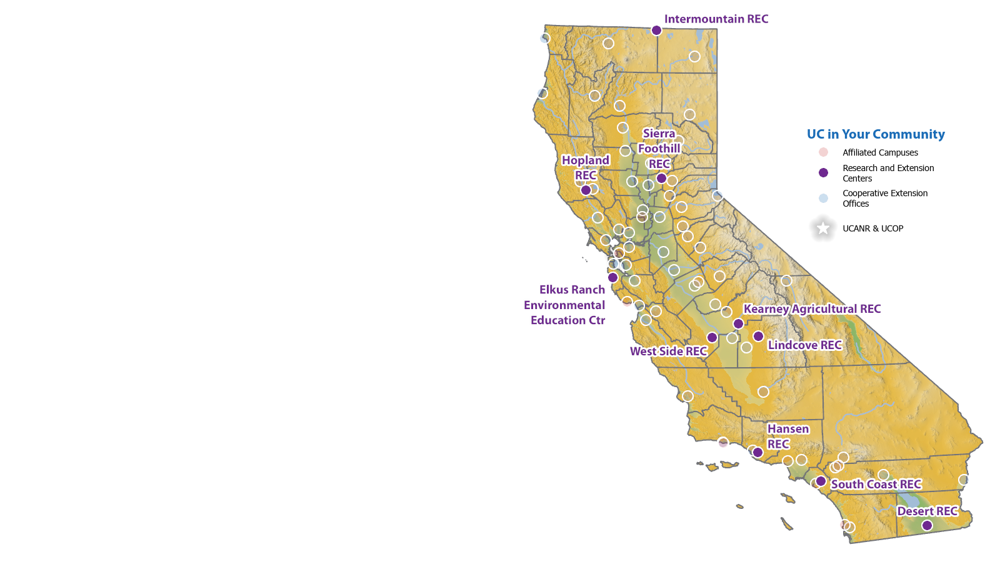 Intermountain REC
Sierra
Foothill
REC
Hopland
REC
UC in Your Community
Affiliated Campuses
Research and Extension
Centers
Cooperative Extension
Offices
UCANR & UCOP
Elkus Ranch
Environmental
Education Ctr
Kearney Agricultural REC
West Side REC
Lindcove REC
Hansen
REC
South Coast REC
Desert REC